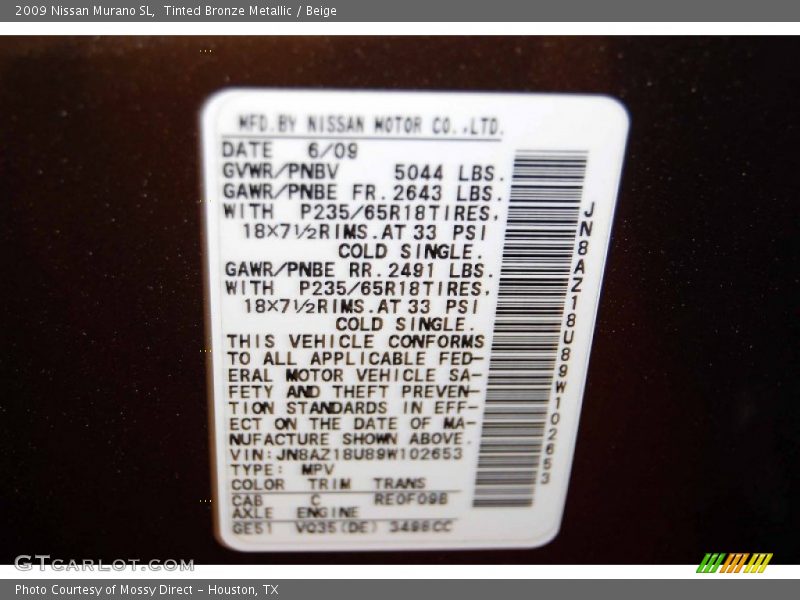 2009 Nissan Murano SL,  Tinted Bronze Metallic / Beige
MFD.BY NISSAN MOTOR CO.,LTD.
DATE 6/09
GVWR/PNBV 5044 LBS.
GAWR/PNBE FR.2643 LBS.
WITH P235/65R18TIRES,
18×7½RIMS.AT 33 PSI
COLD SINGLE.
GAWR/PNBE RR.2491 LBS.
WITH P235/65R18TIRES,
18×7½RIMS.AT 33 PSI
COLD SINGLE.
THIS VEHICLE CONFORMS
TO ALL APPLICABLE FED-
ERAL MOTOR VEHICLE SA-
FETY AND THEFT PREVEN-
TION STANDARDS IN EFF-
ECT ON THE DATE OF MA-
NUFACTURE SHOWN ABOVE.
VIN:JN8AZ18U89W102653
TYPE: MPV
COLOR TRIM TRANS
CAB C RE0F09B
AXLE ENGINE
GE51 VQ35(DE) 3498CC
JN8AZ18U89W102653
GTCARLOT.COM
Photo Courtesy of Mossy Direct - Houston, TX